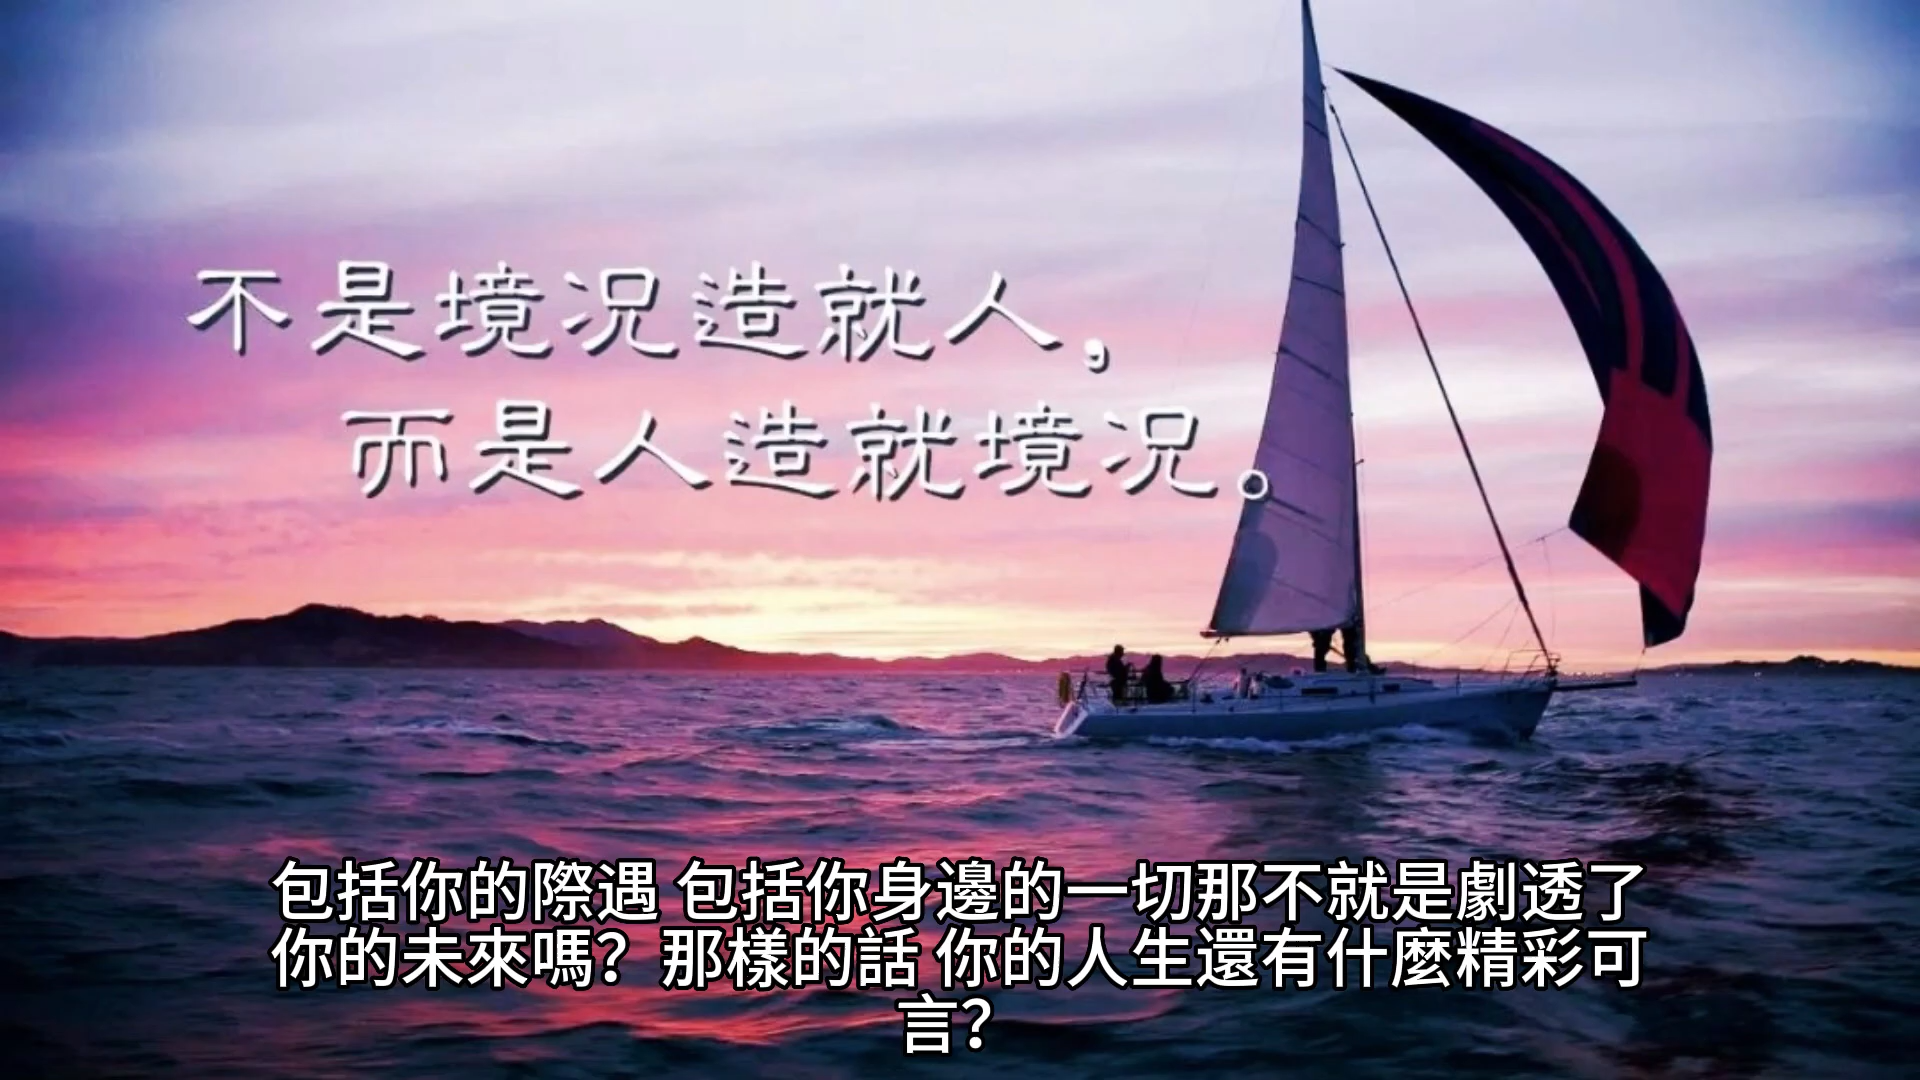 不是境况造就人，
而是人造就境况。
包括你的際遇 包括你身邊的一切那不就是劇透了
你的未來嗎？那樣的話 你的人生還有什麼精彩可
言？